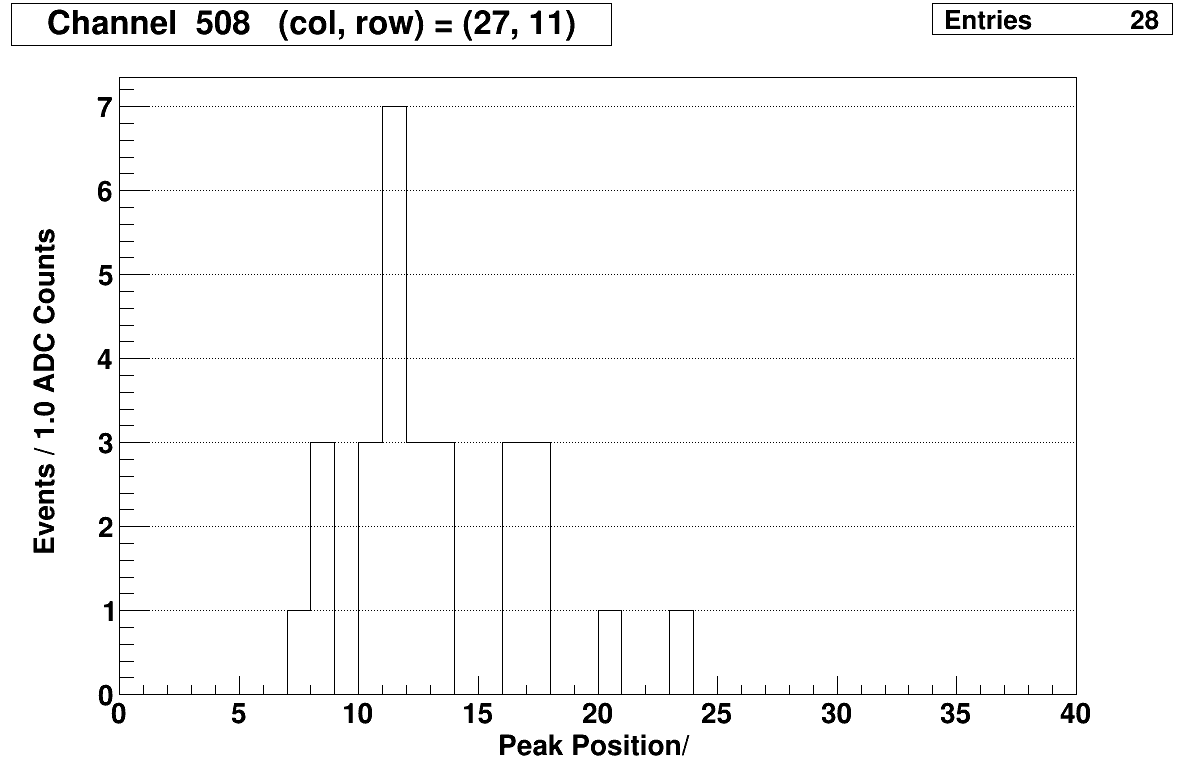 Channel  508   (col, row) = (27, 11)
Entries 28
Events / 1.0 ADC Counts
7
6
5
4
3
2
1
0
0 5 10 15 20 25 30 35 40
Peak Position/